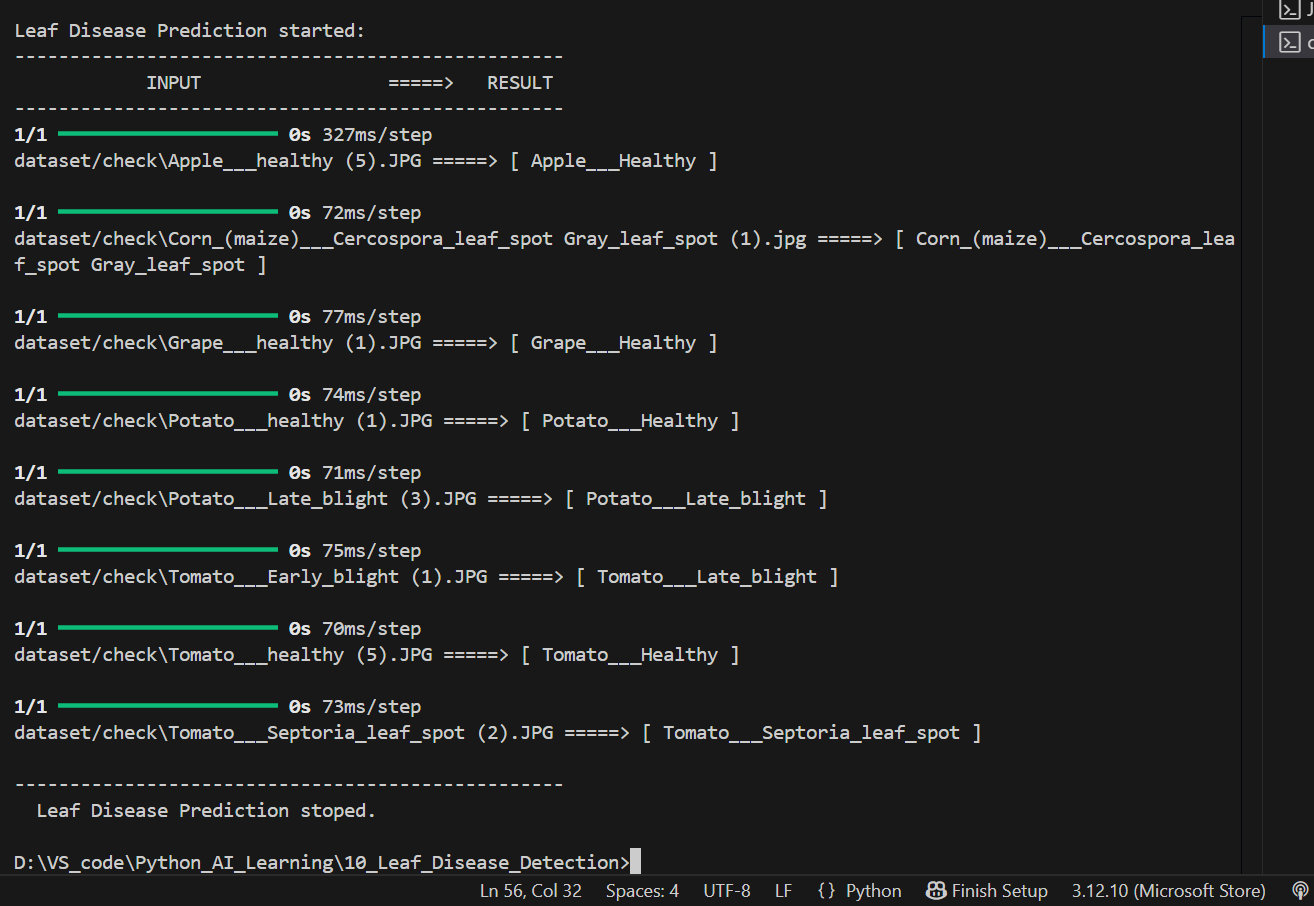 Leaf Disease Prediction started:
--------------------------------------------------
INPUT =====> RESULT
--------------------------------------------------
1/1 ━━━━━━━━━━━━━━━━━━━━ 0s 327ms/step
dataset/check\Apple___healthy (5).JPG =====> [ Apple___Healthy ]
1/1 ━━━━━━━━━━━━━━━━━━━━ 0s 72ms/step
dataset/check\Corn_(maize)___Cercospora_leaf_spot Gray_leaf_spot (1).jpg =====> [ Corn_(maize)___Cercospora_lea
f_spot Gray_leaf_spot ]
1/1 ━━━━━━━━━━━━━━━━━━━━ 0s 77ms/step
dataset/check\Grape___healthy (1).JPG =====> [ Grape___Healthy ]
1/1 ━━━━━━━━━━━━━━━━━━━━ 0s 74ms/step
dataset/check\Potato___healthy (1).JPG =====> [ Potato___Healthy ]
1/1 ━━━━━━━━━━━━━━━━━━━━ 0s 71ms/step
dataset/check\Potato___Late_blight (3).JPG =====> [ Potato___Late_blight ]
1/1 ━━━━━━━━━━━━━━━━━━━━ 0s 75ms/step
dataset/check\Tomato___Early_blight (1).JPG =====> [ Tomato___Late_blight ]
1/1 ━━━━━━━━━━━━━━━━━━━━ 0s 70ms/step
dataset/check\Tomato___healthy (5).JPG =====> [ Tomato___Healthy ]
1/1 ━━━━━━━━━━━━━━━━━━━━ 0s 73ms/step
dataset/check\Tomato___Septoria_leaf_spot (2).JPG =====> [ Tomato___Septoria_leaf_spot ]
--------------------------------------------------
Leaf Disease Prediction stoped.
D:\VS_code\Python_AI_Learning\10_Leaf_Disease_Detection>
Ln 56, Col 32 Spaces: 4 UTF-8 LF {} Python Finish Setup 3.12.10 (Microsoft Store)